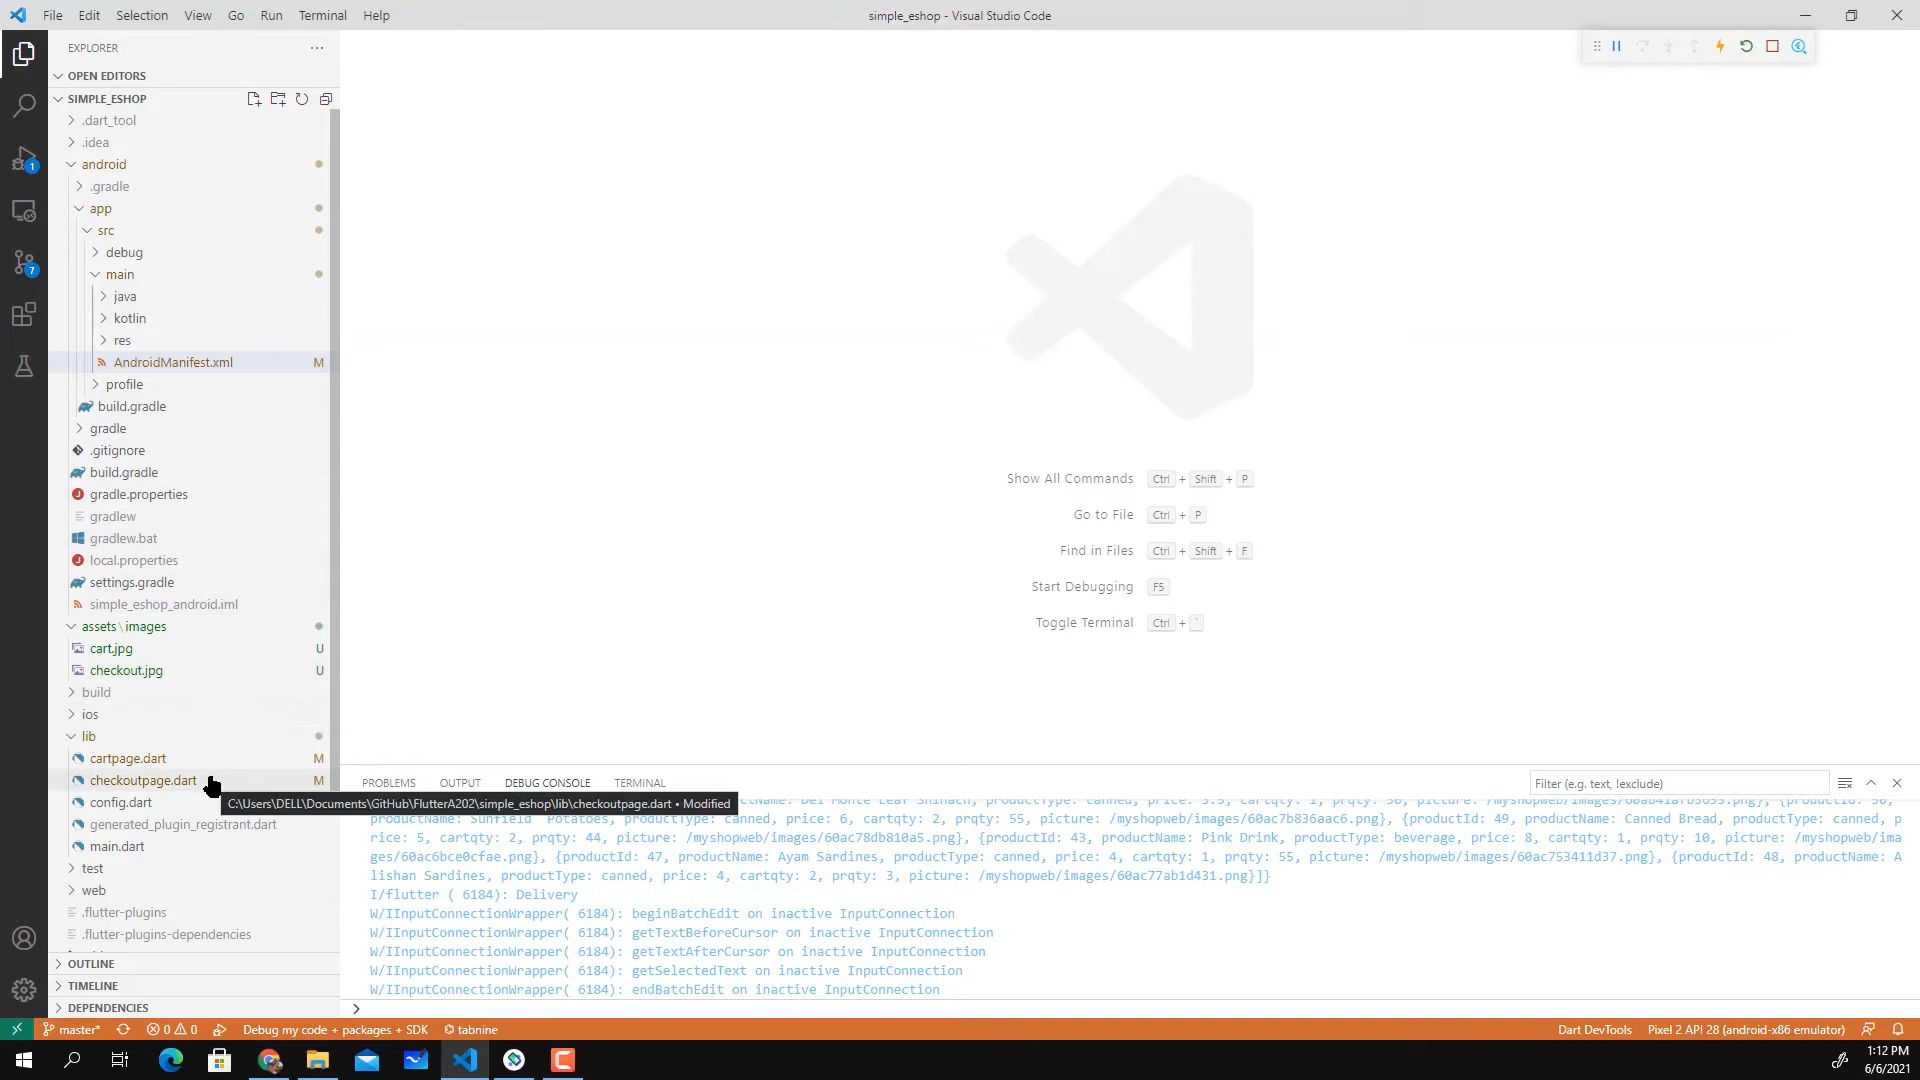 File Edit Selection View Go Run Terminal Help
simple_eshop - Visual Studio Code
EXPLORER
OPEN EDITORS
SIMPLE_ESHOP
.dart_tool
.idea
android
.gradle
app
src
debug
main
java
kotlin
res
AndroidManifest.xml M
profile
build.gradle
gradle
.gitignore
build.gradle
gradle.properties
gradlew
gradlew.bat
local.properties
settings.gradle
simple_eshop_android.iml
assets\images
cart.jpg U
checkout.jpg U
build
ios
lib
cartpage.dart M
checkoutpage.dart M
config.dart
generated_plugin_registrant.dart
main.dart
test
web
.flutter-plugins
.flutter-plugins-dependencies
OUTLINE
TIMELINE
DEPENDENCIES
1
7
Show All Commands Ctrl + Shift + P
Go to File Ctrl + P
Find in Files Ctrl + Shift + F
Start Debugging F5
Toggle Terminal Ctrl + `
PROBLEMS OUTPUT DEBUG CONSOLE TERMINAL
Filter (e.g. text, !exclude)
C:\Users\DELL\Documents\GitHub\FlutterA202\simple_eshop\lib\checkoutpage.dart • Modified
productName: Sunfield  Potatoes, productType: canned, price: 6, cartqty: 2, prqty: 55, picture: /myshopweb/images/60ac7b836aac6.png}, {productId: 49, productName: Canned Bread, productType: canned, p
rice: 5, cartqty: 2, prqty: 44, picture: /myshopweb/images/60ac78db810a5.png}, {productId: 43, productName: Pink Drink, productType: beverage, price: 8, cartqty: 1, prqty: 10, picture: /myshopweb/ima
ges/60ac6bce0cfae.png}, {productId: 47, productName: Ayam Sardines, productType: canned, price: 4, cartqty: 1, prqty: 55, picture: /myshopweb/images/60ac753411d37.png}, {productId: 48, productName: A
lishan Sardines, productType: canned, price: 4, cartqty: 2, prqty: 3, picture: /myshopweb/images/60ac77ab1d431.png}]}
I/flutter ( 6184): Delivery
W/IInputConnectionWrapper( 6184): beginBatchEdit on inactive InputConnection
W/IInputConnectionWrapper( 6184): getTextBeforeCursor on inactive InputConnection
W/IInputConnectionWrapper( 6184): getTextAfterCursor on inactive InputConnection
W/IInputConnectionWrapper( 6184): getSelectedText on inactive InputConnection
W/IInputConnectionWrapper( 6184): endBatchEdit on inactive InputConnection
master* 0 0 Debug my code + packages + SDK tabnine
Dart DevTools Pixel 2 API 28 (android-x86 emulator)
1:12 PM
6/6/2021